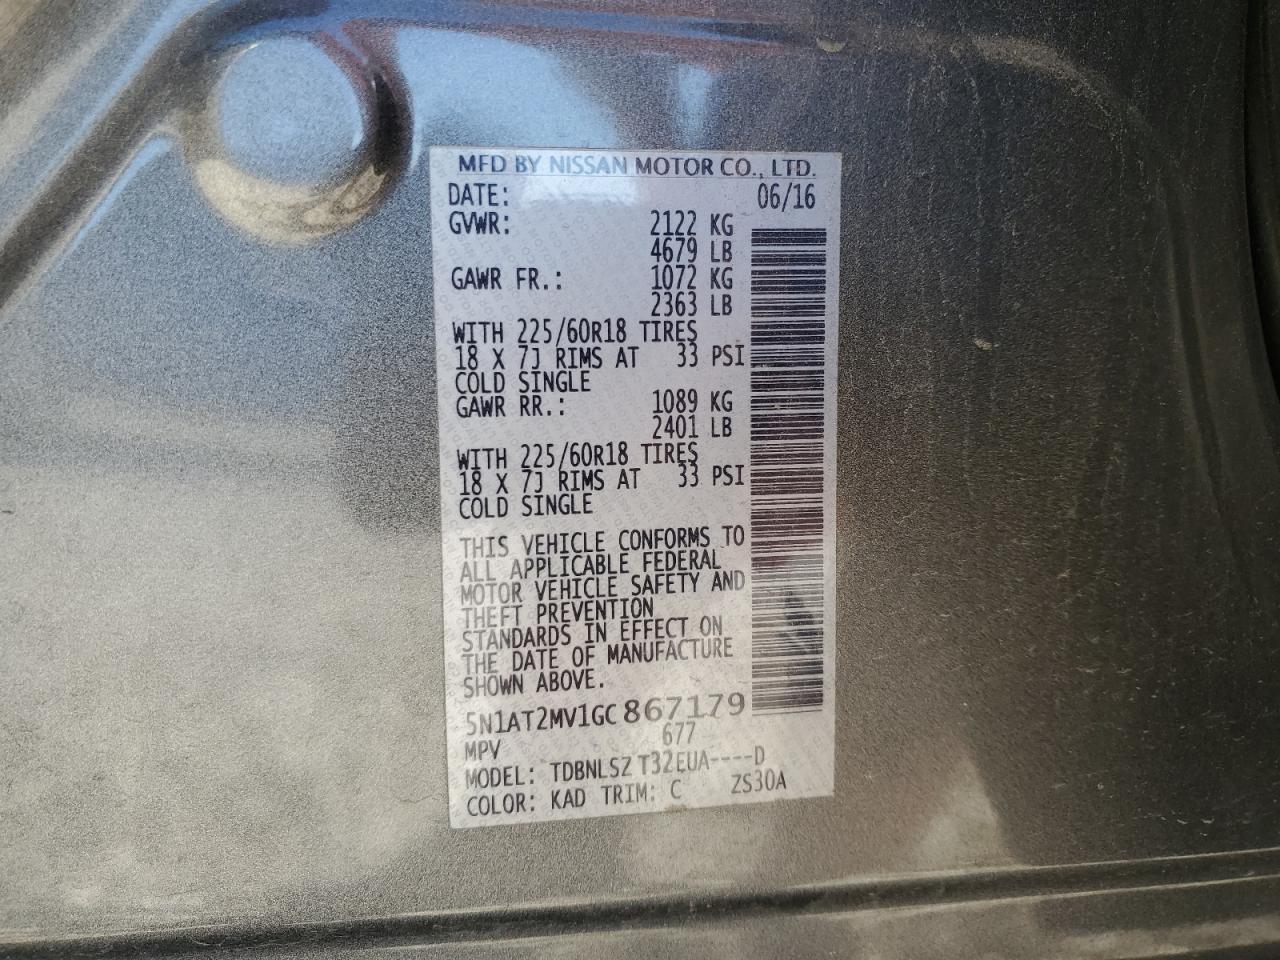 MFD BY NISSAN MOTOR CO., LTD.
DATE: 06/16
GVWR: 2122 KG
4679 LB
GAWR FR.: 1072 KG
2363 LB
WITH 225/60R18 TIRES
18 X 7J RIMS AT 33 PSI
COLD SINGLE
GAWR RR.: 1089 KG
2401 LB
WITH 225/60R18 TIRES
18 X 7J RIMS AT 33 PSI
COLD SINGLE
THIS VEHICLE CONFORMS TO
ALL APPLICABLE FEDERAL
MOTOR VEHICLE SAFETY AND
THEFT PREVENTION
STANDARDS IN EFFECT ON
THE DATE OF MANUFACTURE
SHOWN ABOVE.
5N1AT2MV1GC867179
MPV 677
MODEL: TDBNLSZ T32EUA----D
COLOR: KAD TRIM: C ZS30A